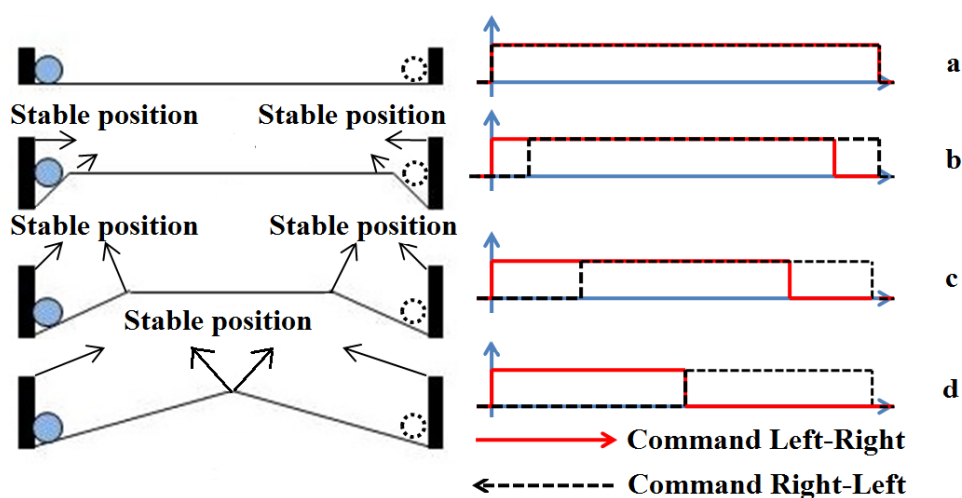 a
Stable position Stable position
b
Stable position Stable position
c
Stable position
d
Command Left-Right
Command Right-Left